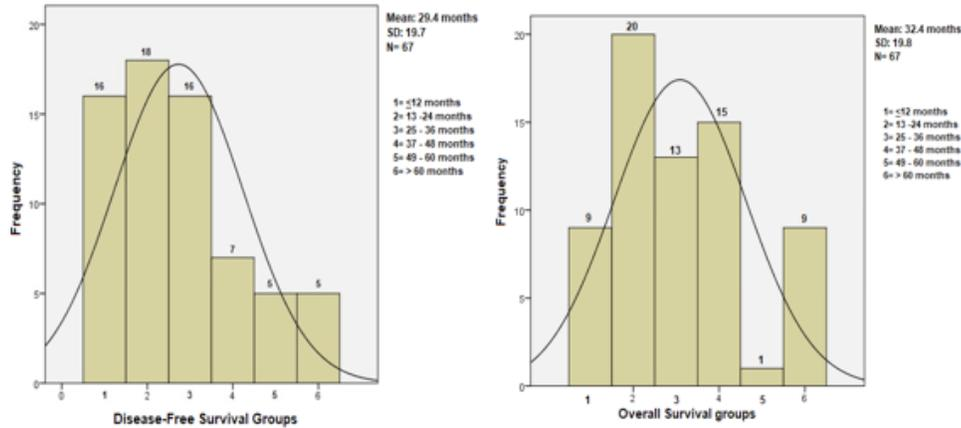 Mean: 29.4 months
SD: 19.7
N= 67
1= ≤12 months
2= 13 -24 months
3= 25 - 36 months
4= 37 - 48 months
5= 49 - 60 months
6= > 60 months
20
15
10
5
0
Frequency
16
18
16
7
5
5
0 1 2 3 4 5 6
Disease-Free Survival Groups
Mean: 32.4 months
SD: 19.8
N= 67
1= ≤12 months
2= 13 -24 months
3= 25 - 36 months
4= 37 - 48 months
5= 49 - 60 months
6= > 60 months
20
15
10
5
0
Frequency
9
20
13
15
1
9
1 2 3 4 5 6
Overall Survival groups